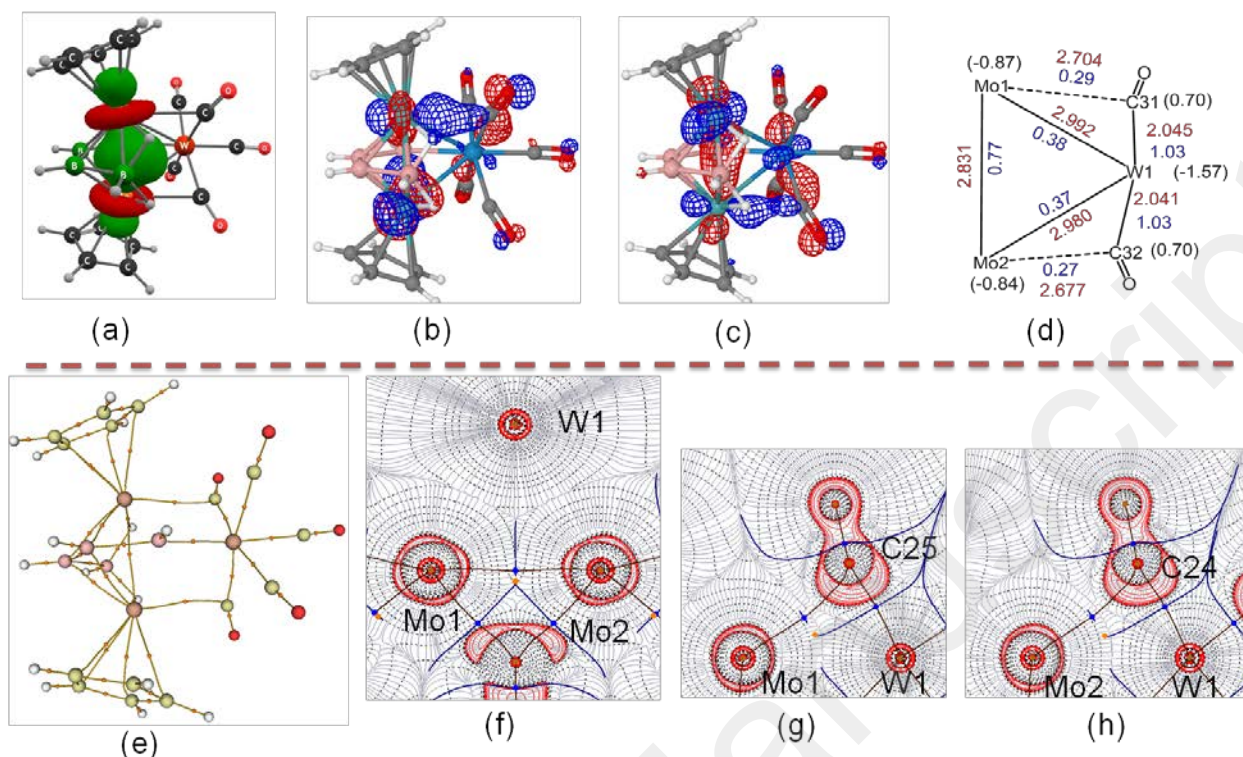 C
C
O
O
C
C
W
C
O
B
B
B
C
C
O
O
(a)
(b)
(c)
(-0.87)
Mo1
2.704
0.29
O
C31 (0.70)
2.992
0.38
2.045
1.03
2.831
0.77
W1 (-1.57)
0.37
2.980
2.041
1.03
Mo2
(-0.84)
0.27
2.677
C32 (0.70)
O
(d)
W1
Mo1
Mo2
C25
Mo1
W1
C24
Mo2
W1
(e)
(f)
(g)
(h)